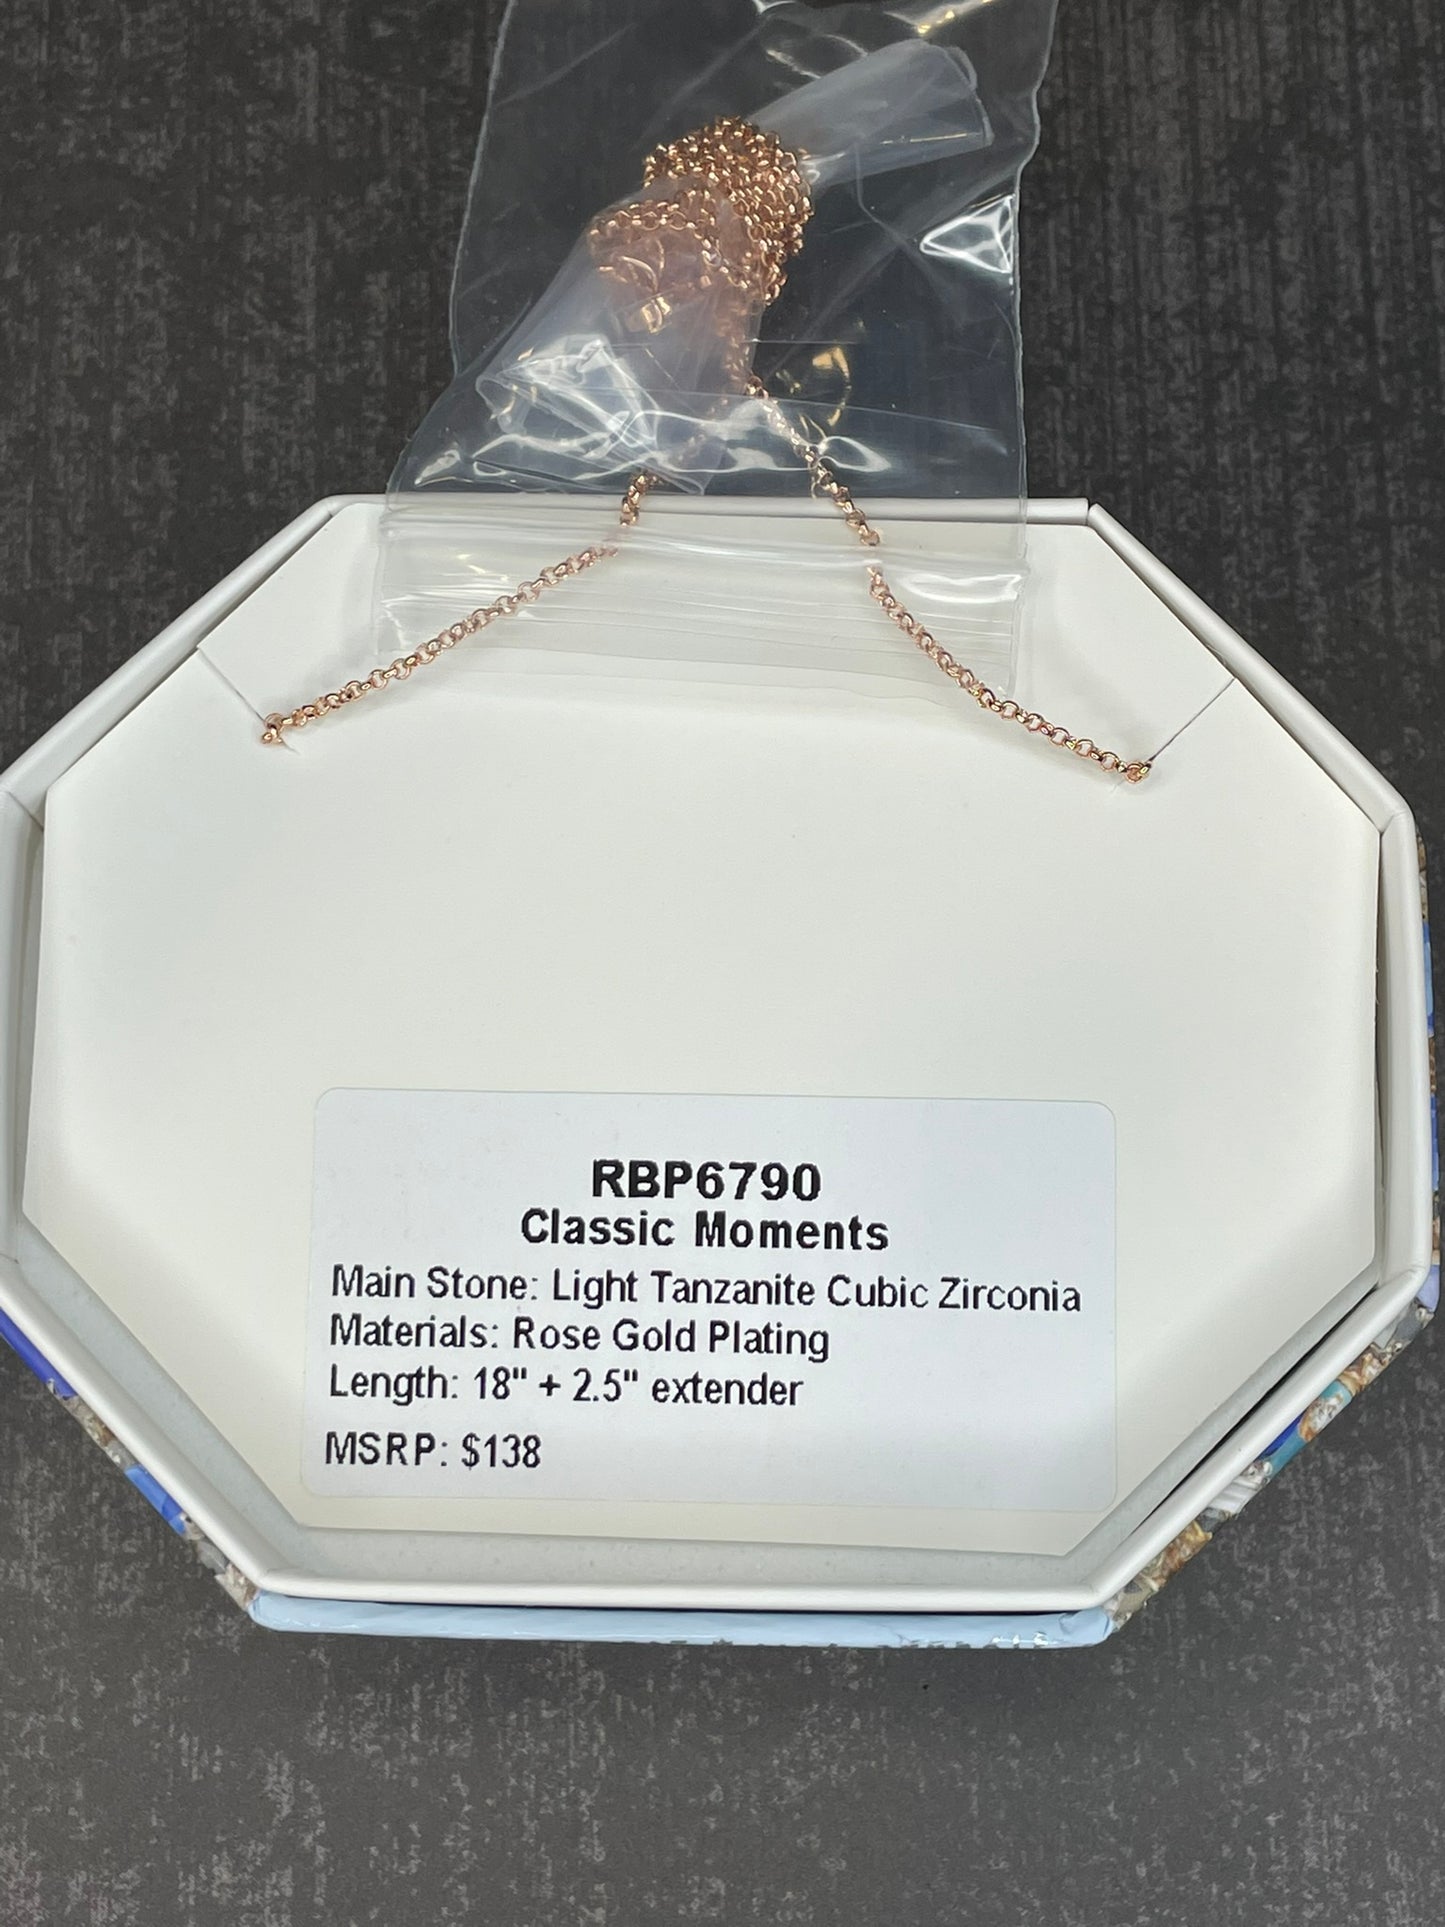 RBP6790
Classic Moments
Main Stone: Light Tanzanite Cubic Zirconia
Materials: Rose Gold Plating
Length: 18" + 2.5" extender
MSRP: $138